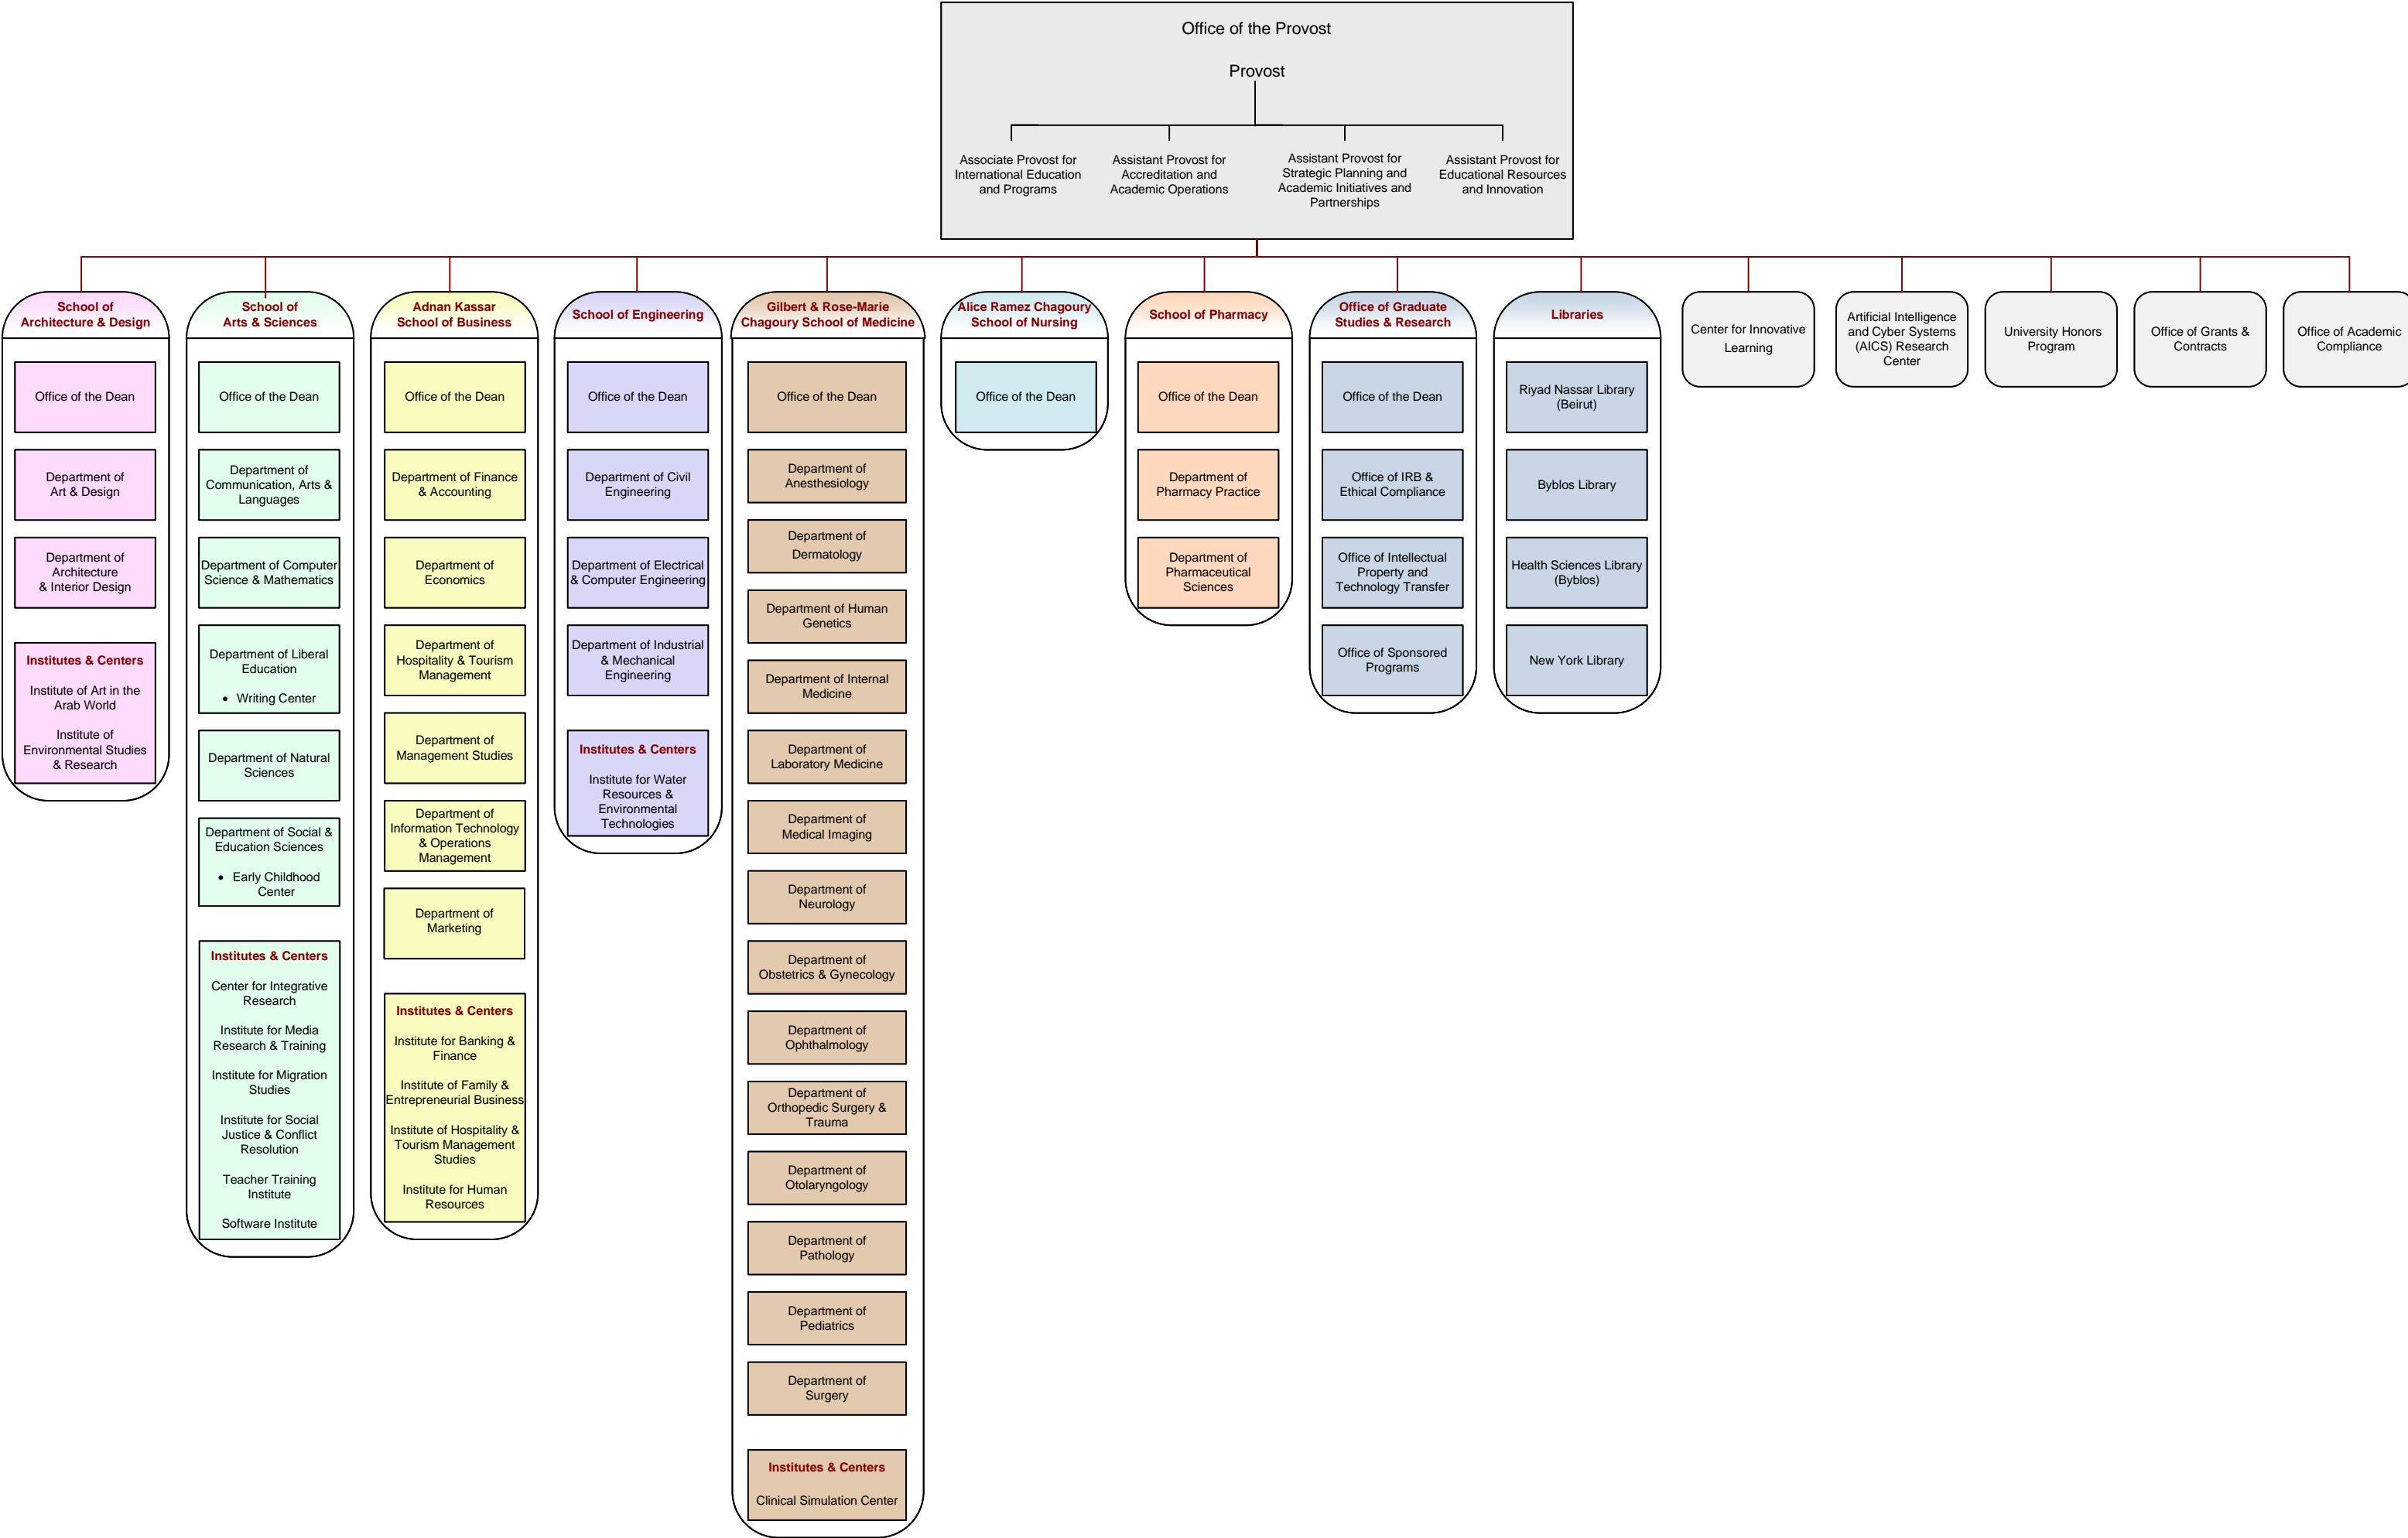 Office of the Provost
Provost
Associate Provost for
International Education
and Programs
Assistant Provost for
Accreditation and
Academic Operations
Assistant Provost for
Strategic Planning and
Academic Initiatives and
Partnerships
Assistant Provost for
Educational Resources
and Innovation
School of
Architecture & Design
Office of the Dean
Department of
Art & Design
Department of
Architecture
& Interior Design
Institutes & Centers
Institute of Art in the
Arab World
Institute of
Environmental Studies
& Research
School of
Arts & Sciences
Office of the Dean
Department of
Communication, Arts &
Languages
Department of Computer
Science & Mathematics
Department of Liberal
Education
• Writing Center
Department of Natural
Sciences
Department of Social &
Education Sciences
• Early Childhood
Center
Institutes & Centers
Center for Integrative
Research
Institute for Media
Research & Training
Institute for Migration
Studies
Institute for Social
Justice & Conflict
Resolution
Teacher Training
Institute
Software Institute
Adnan Kassar
School of Business
Office of the Dean
Department of Finance
& Accounting
Department of
Economics
Department of
Hospitality & Tourism
Management
Department of
Management Studies
Department of
Information Technology
& Operations
Management
Department of
Marketing
Institutes & Centers
Institute for Banking &
Finance
Institute of Family &
Entrepreneurial Business
Institute of Hospitality &
Tourism Management
Studies
Institute for Human
Resources
School of Engineering
Office of the Dean
Department of Civil
Engineering
Department of Electrical
& Computer Engineering
Department of Industrial
& Mechanical
Engineering
Institutes & Centers
Institute for Water
Resources &
Environmental
Technologies
Gilbert & Rose-Marie
Chagoury School of Medicine
Office of the Dean
Department of
Anesthesiology
Department of
Dermatology
Department of Human
Genetics
Department of Internal
Medicine
Department of
Laboratory Medicine
Department of
Medical Imaging
Department of
Neurology
Department of
Obstetrics & Gynecology
Department of
Ophthalmology
Department of
Orthopedic Surgery &
Trauma
Department of
Otolaryngology
Department of
Pathology
Department of
Pediatrics
Department of
Surgery
Institutes & Centers
Clinical Simulation Center
Alice Ramez Chagoury
School of Nursing
Office of the Dean
School of Pharmacy
Office of the Dean
Department of
Pharmacy Practice
Department of
Pharmaceutical
Sciences
Office of Graduate
Studies & Research
Office of the Dean
Office of IRB &
Ethical Compliance
Office of Intellectual
Property and
Technology Transfer
Office of Sponsored
Programs
Libraries
Riyad Nassar Library
(Beirut)
Byblos Library
Health Sciences Library
(Byblos)
New York Library
Center for Innovative
Learning
Artificial Intelligence
and Cyber Systems
(AICS) Research
Center
University Honors
Program
Office of Grants &
Contracts
Office of Academic
Compliance